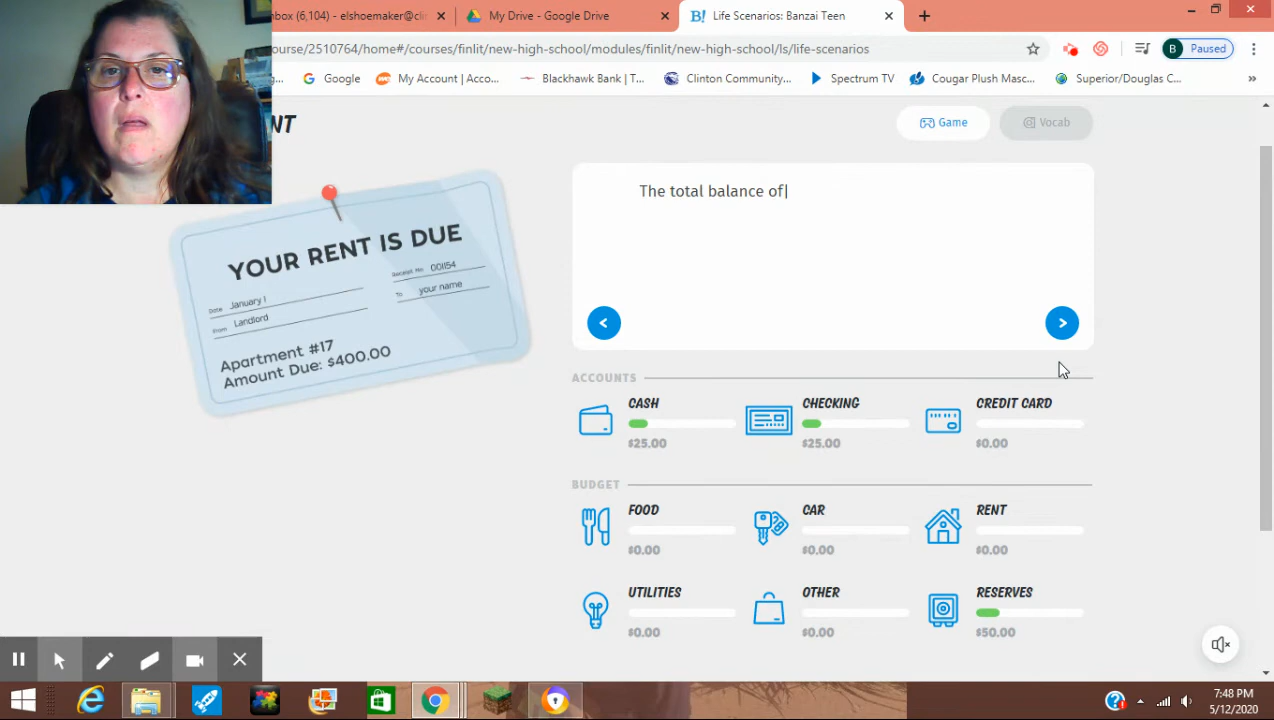 nbox (6,104) - elshoemaker@cli
My Drive - Google Drive
B! Life Scenarios: Banzai Teen
ourse/2510764/home#/courses/finlit/new-high-school/modules/finlit/new-high-school/ls/life-scenarios
B Paused
Google
My Account | Acco...
Blackhawk Bank | T...
Clinton Community...
Spectrum TV
Cougar Plush Masc...
Superior/Douglas C...
»
NT
Game
Vocab
The total balance of
YOUR RENT IS DUE
Date January 1
Receipt No 001154
From Landlord
To your name
Apartment #17
Amount Due: $400.00
ACCOUNTS
CASH
$25.00
CHECKING
$25.00
CREDIT CARD
$0.00
BUDGET
FOOD
$0.00
CAR
$0.00
RENT
$0.00
UTILITIES
$0.00
OTHER
$0.00
RESERVES
$50.00
7:48 PM
5/12/2020